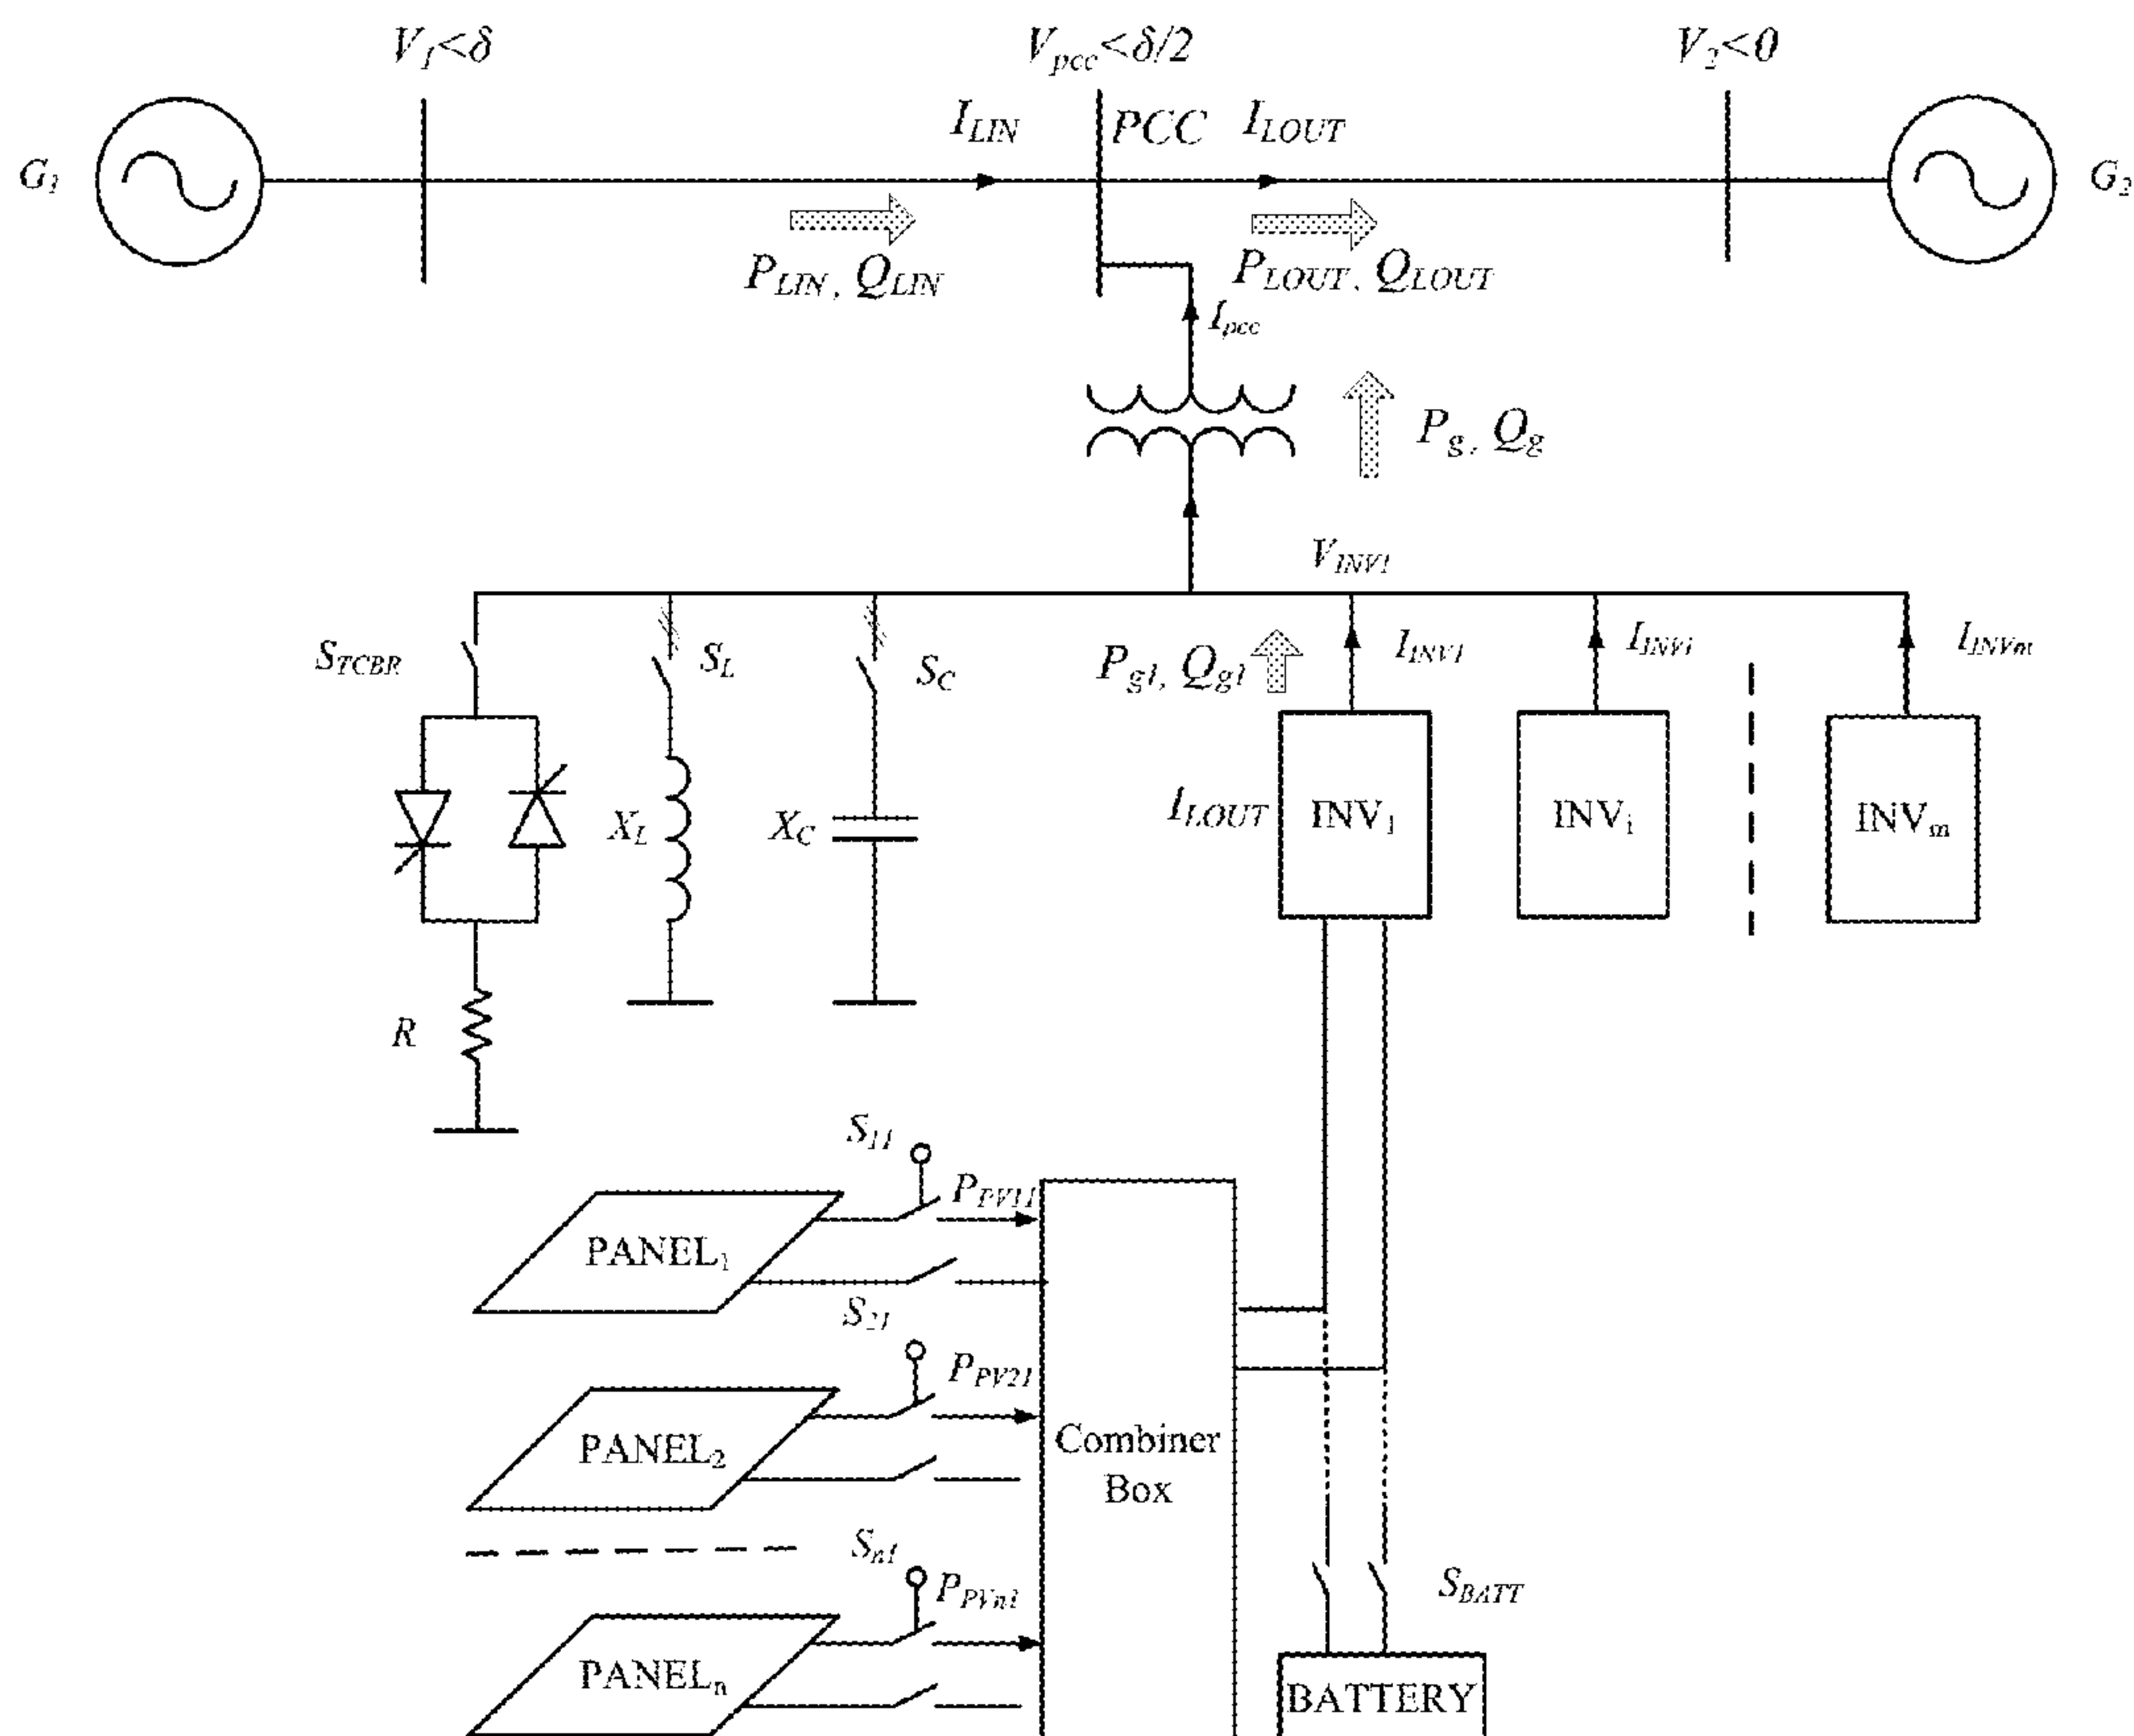 V1<δ Vpcc<δ/2 V2<0
ILIN PCC ILOUT
G1 G2
PLIN, QLIN PLOUT, QLOUT
Ipcc
Pg, Qg
VINV1
STCBR SL SC Pg1, Qg1 IINV1 IINVi IINVm
XL XC ILOUT INV1 INVi INVm
R
S11
PPV11
PANEL1
S21
PPV21
PANEL2
Combiner
Box
Sn1
PPVn1
SBATT
PANELn
BATTERY